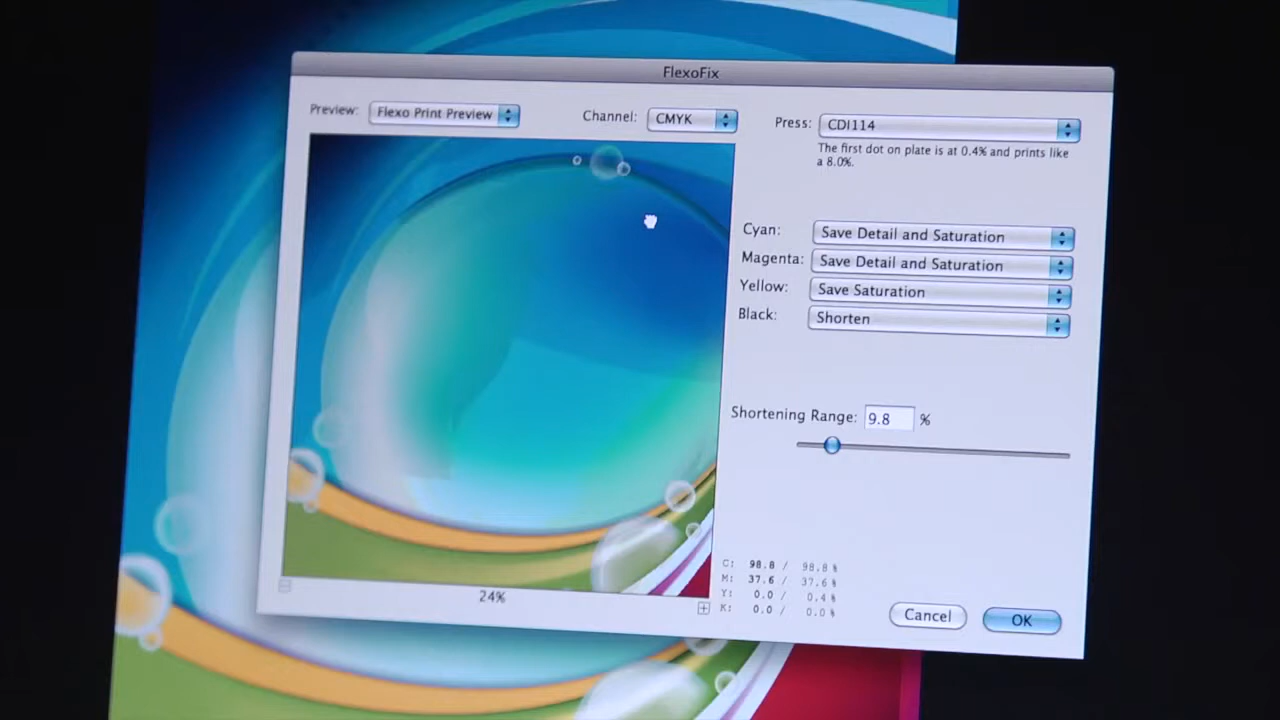 FlexoFix
Preview: Flexo Print Preview
Channel: CMYK
Press: CDI114
The first dot on plate is at 0.4% and prints like
a 8.0%.
Cyan: Save Detail and Saturation
Magenta: Save Detail and Saturation
Yellow: Save Saturation
Black: Shorten
Shortening Range: 9.8 %
C: 98.8 / 98.8%
M: 37.6 / 37.6%
Y: 0.0 / 0.4%
K: 0.0 / 0.0%
24%
Cancel
OK